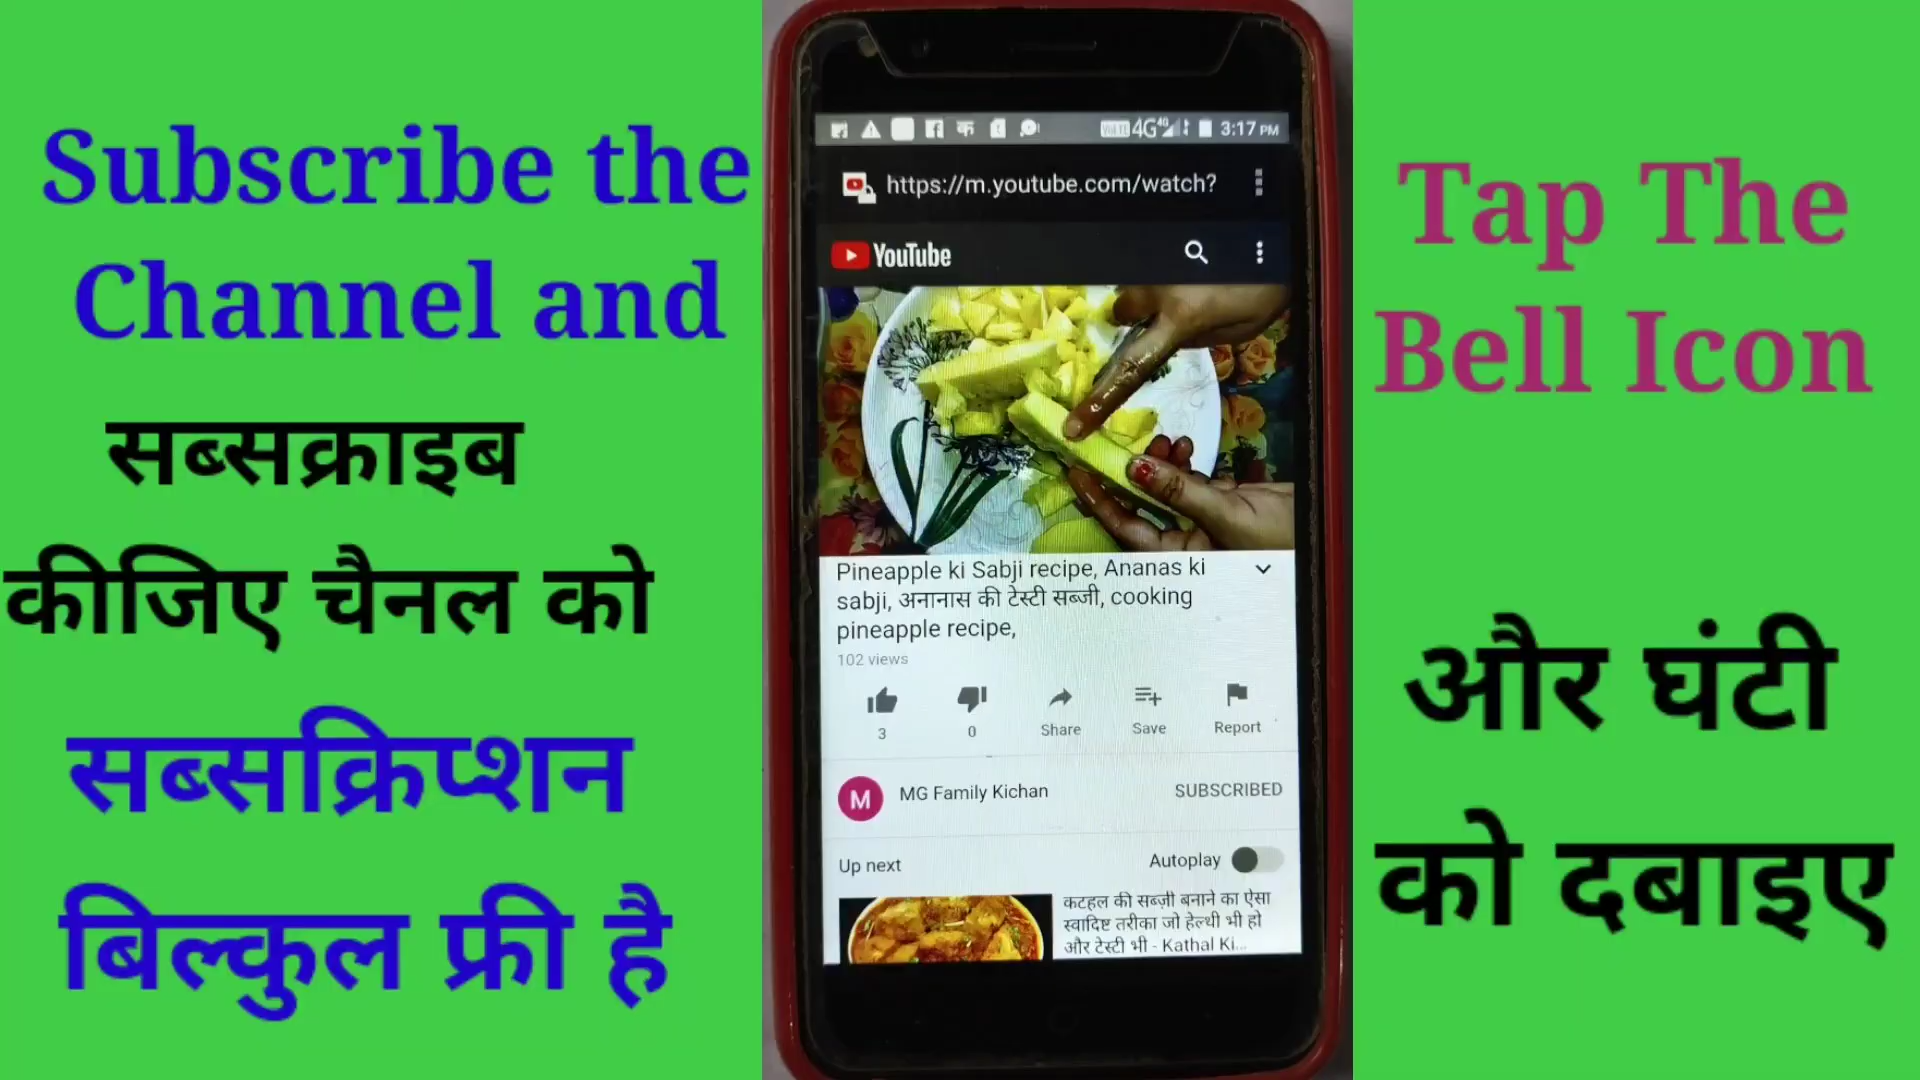 Subscribe the
Channel and
सब्सक्राइब
कीजिए चैनल को
सब्सक्रिप्शन
बिल्कुल फ्री है
3:17 PM
https://m.youtube.com/watch?
YouTube
Pineapple ki Sabji recipe, Ananas ki
sabji, अनानास की टेस्टी सब्जी, cooking
pineapple recipe,
102 views
3
0
Share
Save
Report
M
MG Family Kichan
SUBSCRIBED
Up next
Autoplay
कटहल की सब्ज़ी बनाने का ऐसा
स्वादिष्ट तरीका जो हेल्थी भी हो
और टेस्टी भी - Kathal Ki...
Tap The
Bell Icon
और घंटी
को दबाइए